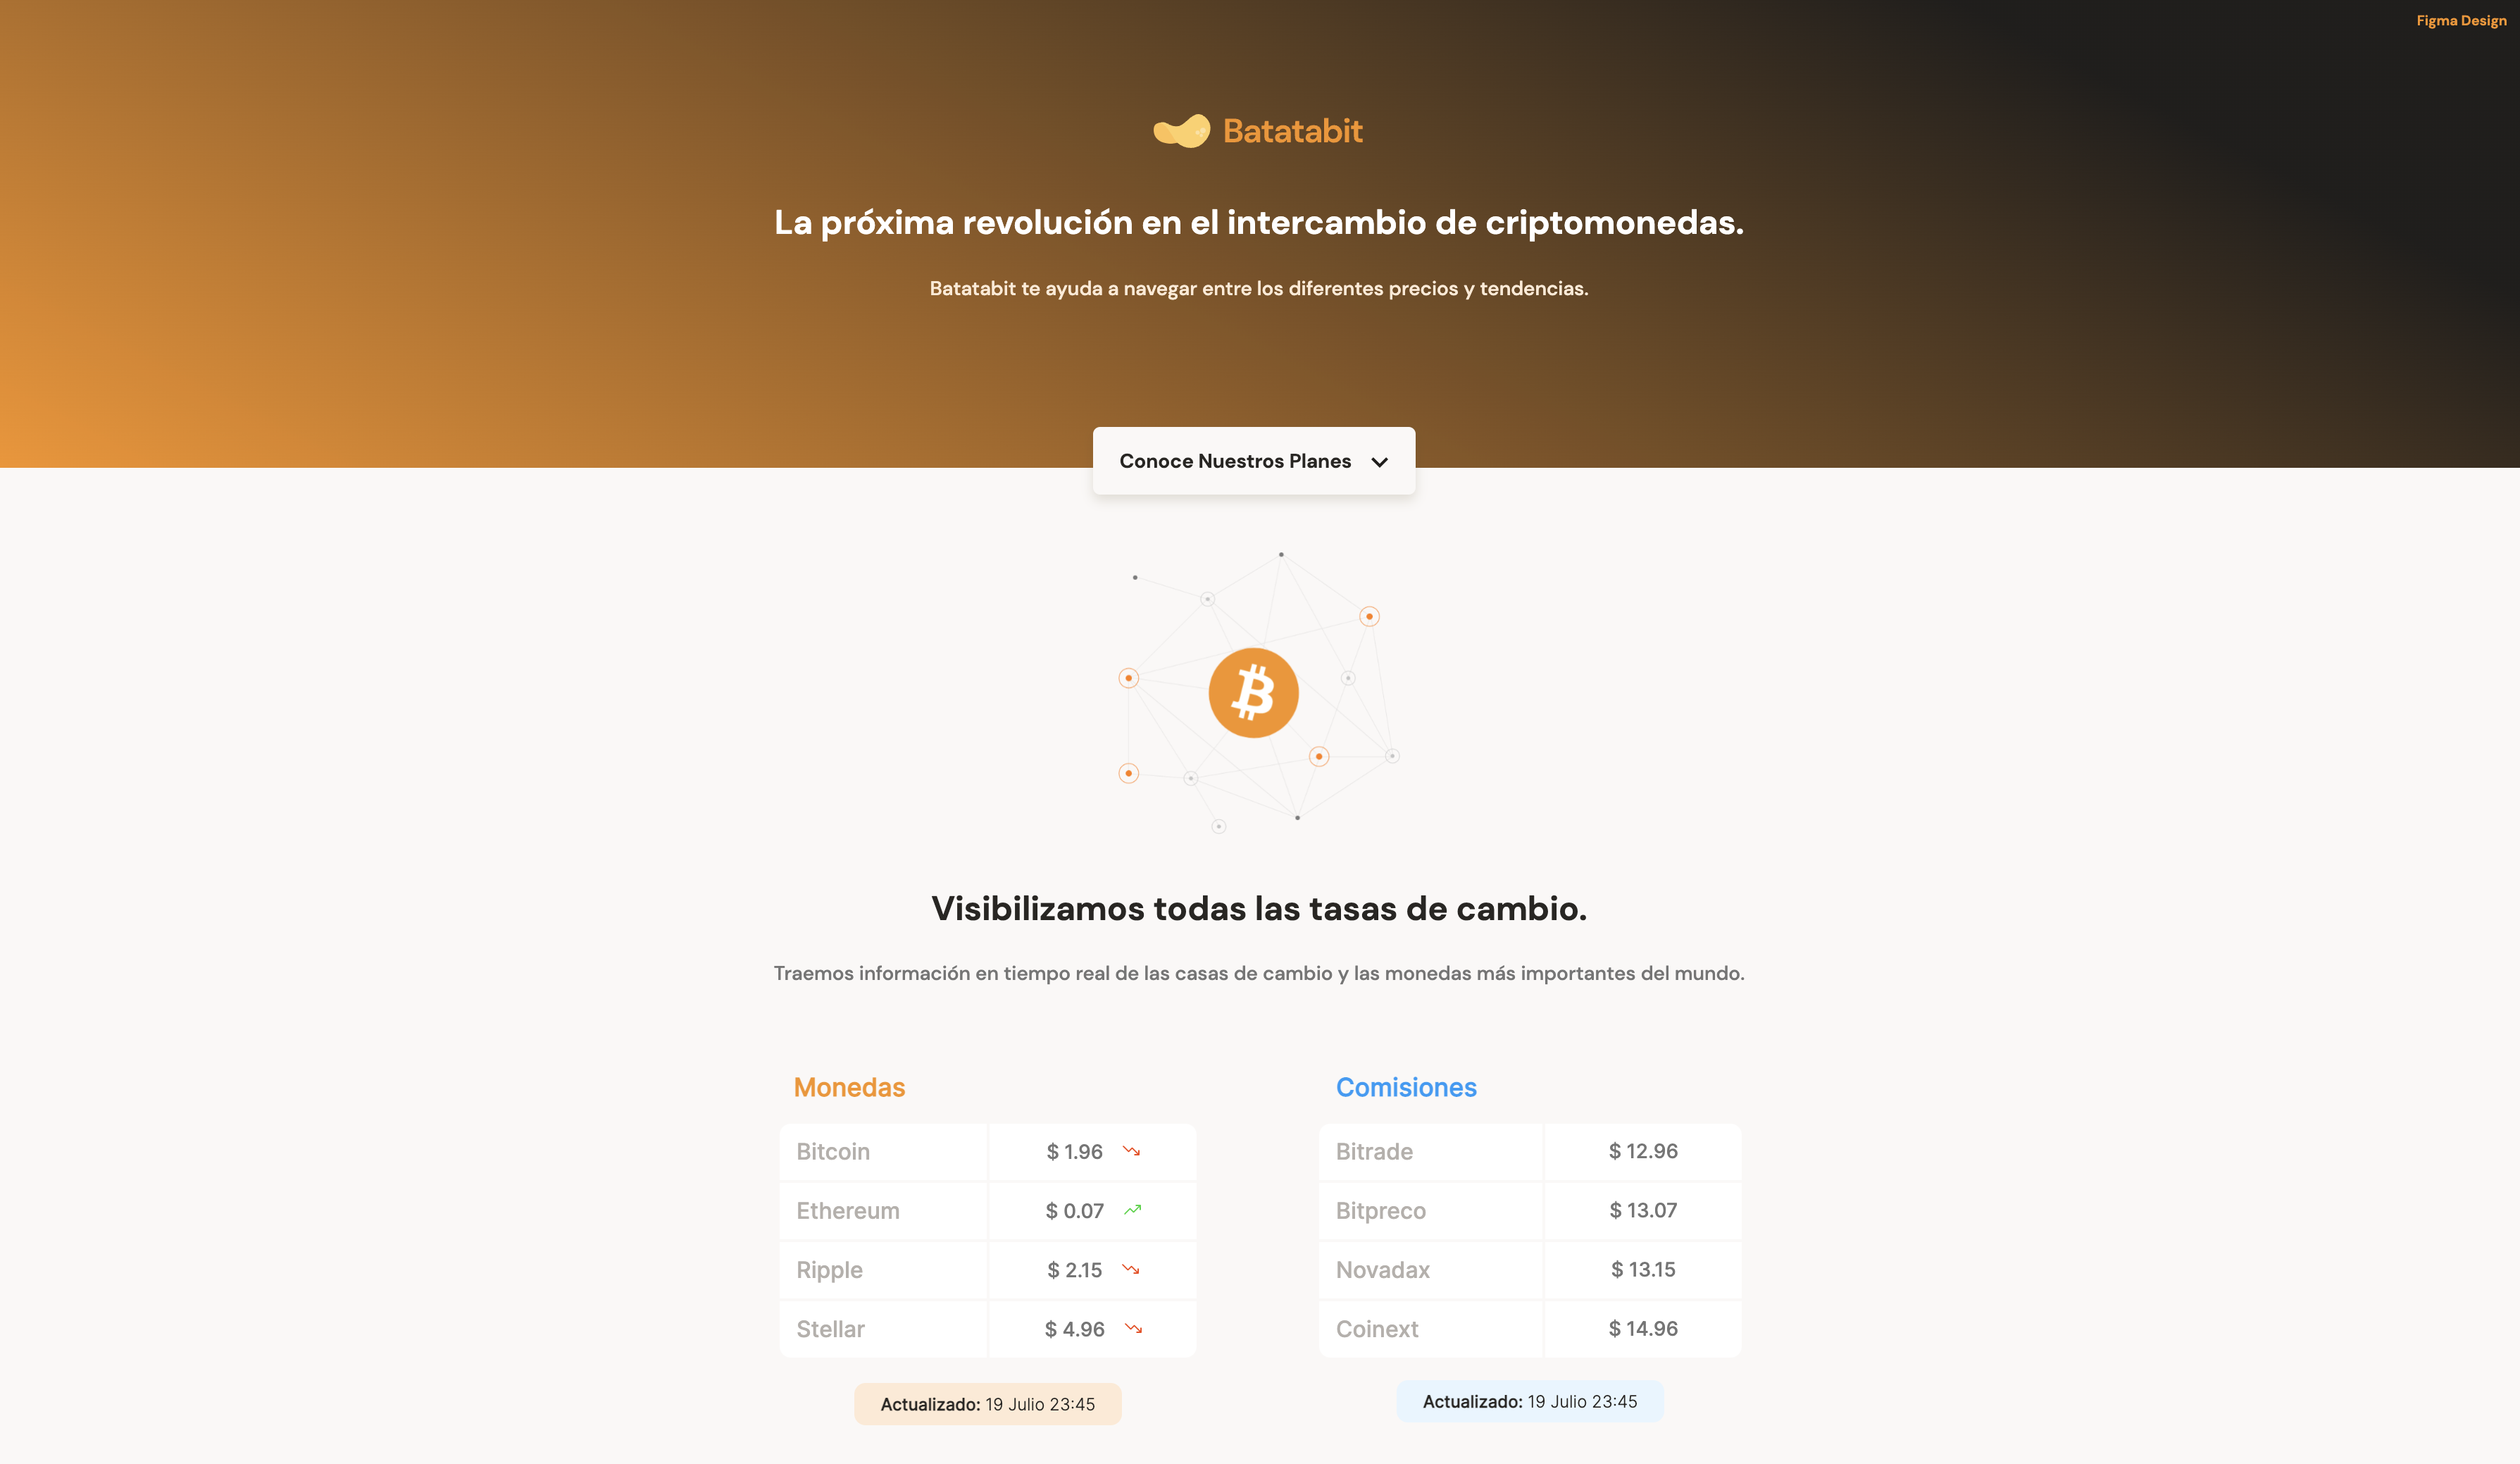 Figma Design
Batatabit
La próxima revolución en el intercambio de criptomonedas.
Batatabit te ayuda a navegar entre los diferentes precios y tendencias.
Conoce Nuestros Planes
Visibilizamos todas las tasas de cambio.
Traemos información en tiempo real de las casas de cambio y las monedas más importantes del mundo.
Monedas
Bitcoin $ 1.96
Ethereum $ 0.07
Ripple $ 2.15
Stellar $ 4.96
Actualizado: 19 Julio 23:45
Comisiones
Bitrade $ 12.96
Bitpreco $ 13.07
Novadax $ 13.15
Coinext $ 14.96
Actualizado: 19 Julio 23:45